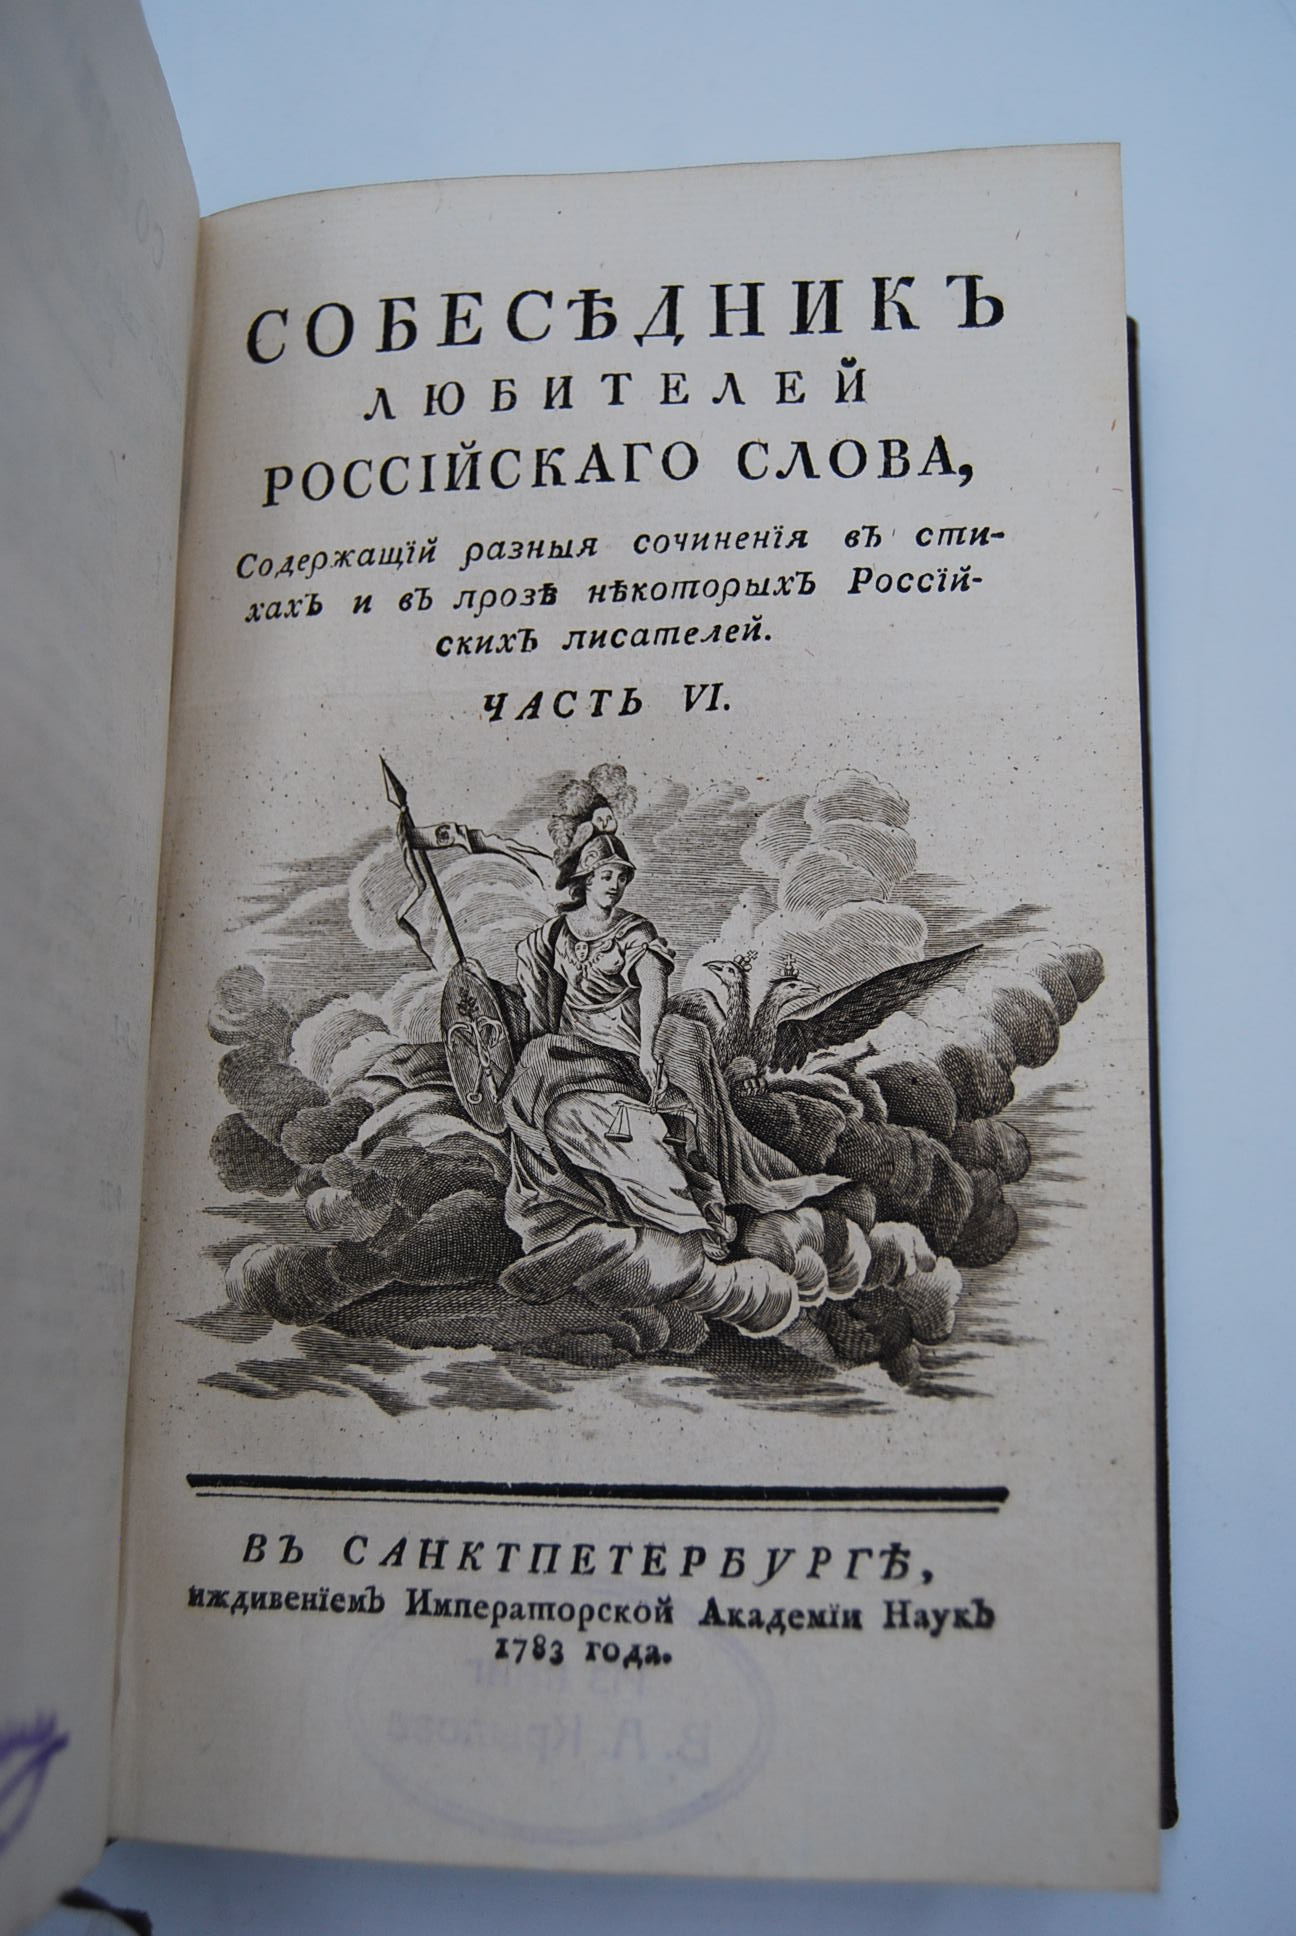 СОБЕСѢДНИКЪ
ЛЮБИТЕЛЕЙ
РОССІЙСКАГО СЛОВА,
Содержащїй разныя сочиненїя въ сти-
хахъ и въ прозѣ нѣкоторыхъ Россїй-
скихъ писателей.
ЧАСТЬ VI.
ВЪ САНКТПЕТЕРБУРГѢ,
иждивенїемъ Императорской Академїи Наукъ
1783 года.
В. А. Крылова